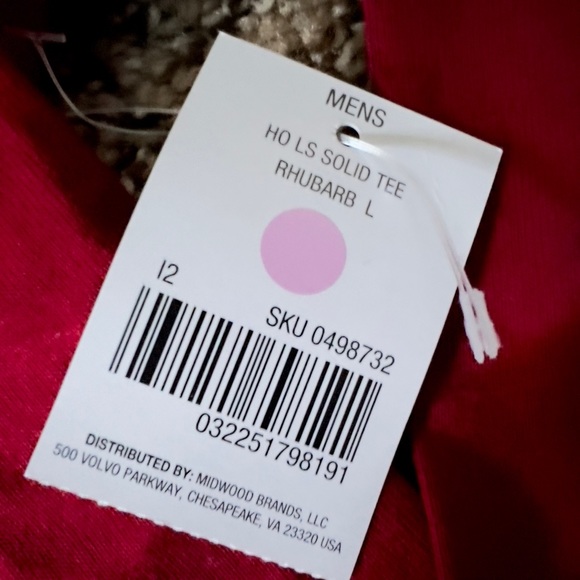 MENS
HO LS SOLID TEE
RHUBARB L
I2
SKU 0498732
032251798191
DISTRIBUTED BY: MIDWOOD BRANDS, LLC
500 VOLVO PARKWAY, CHESAPEAKE, VA 23320 USA